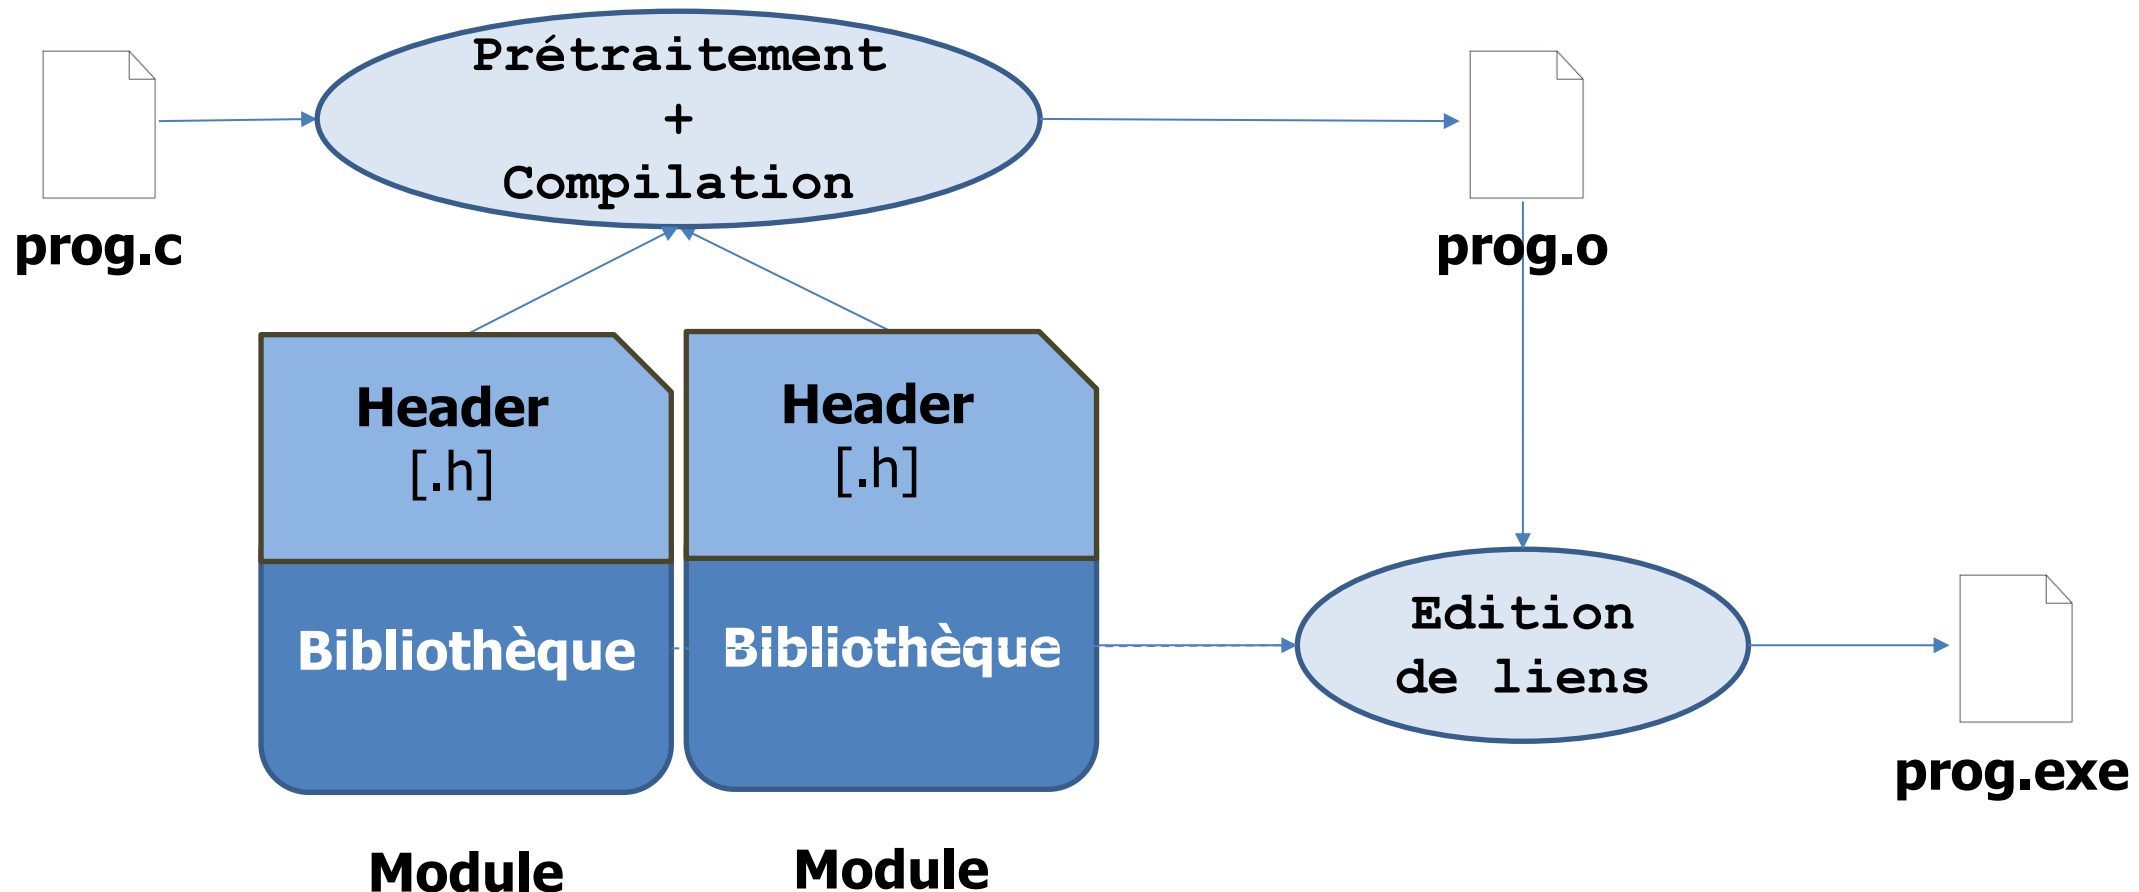 Prétraitement
+
Compilation
prog.c
prog.o
Header
[.h]
Header
[.h]
Bibliothèque
Bibliothèque
Edition
de liens
prog.exe
Module
Module